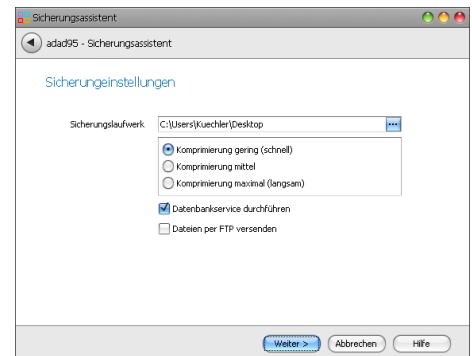 Sicherungsassistent
adad95 - Sicherungsassistent
Sicherungeinstellungen
Sicherungslaufwerk C:\Users\Kuechler\Desktop
Komprimierung gering (schnell)
Komprimierung mittel
Komprimierung maximal (langsam)
Datenbankservice durchführen
Dateien per FTP versenden
Weiter > Abbrechen Hilfe